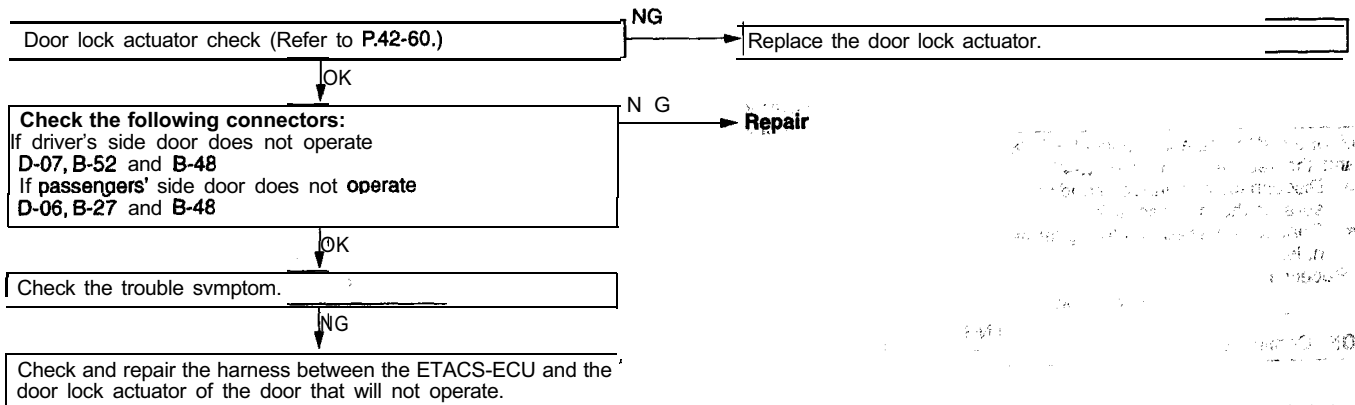 NG
Door lock actuator check (Refer to P.42-60.)
Replace the door lock actuator.
OK
Check the following connectors:
If driver's side door does not operate
D-07, B-52 and B-48
If passengers' side door does not operate
D-06, B-27 and B-48
N G
Repair
OK
Check the trouble svmptom.
NG
Check and repair the harness between the ETACS-ECU and the
door lock actuator of the door that will not operate.